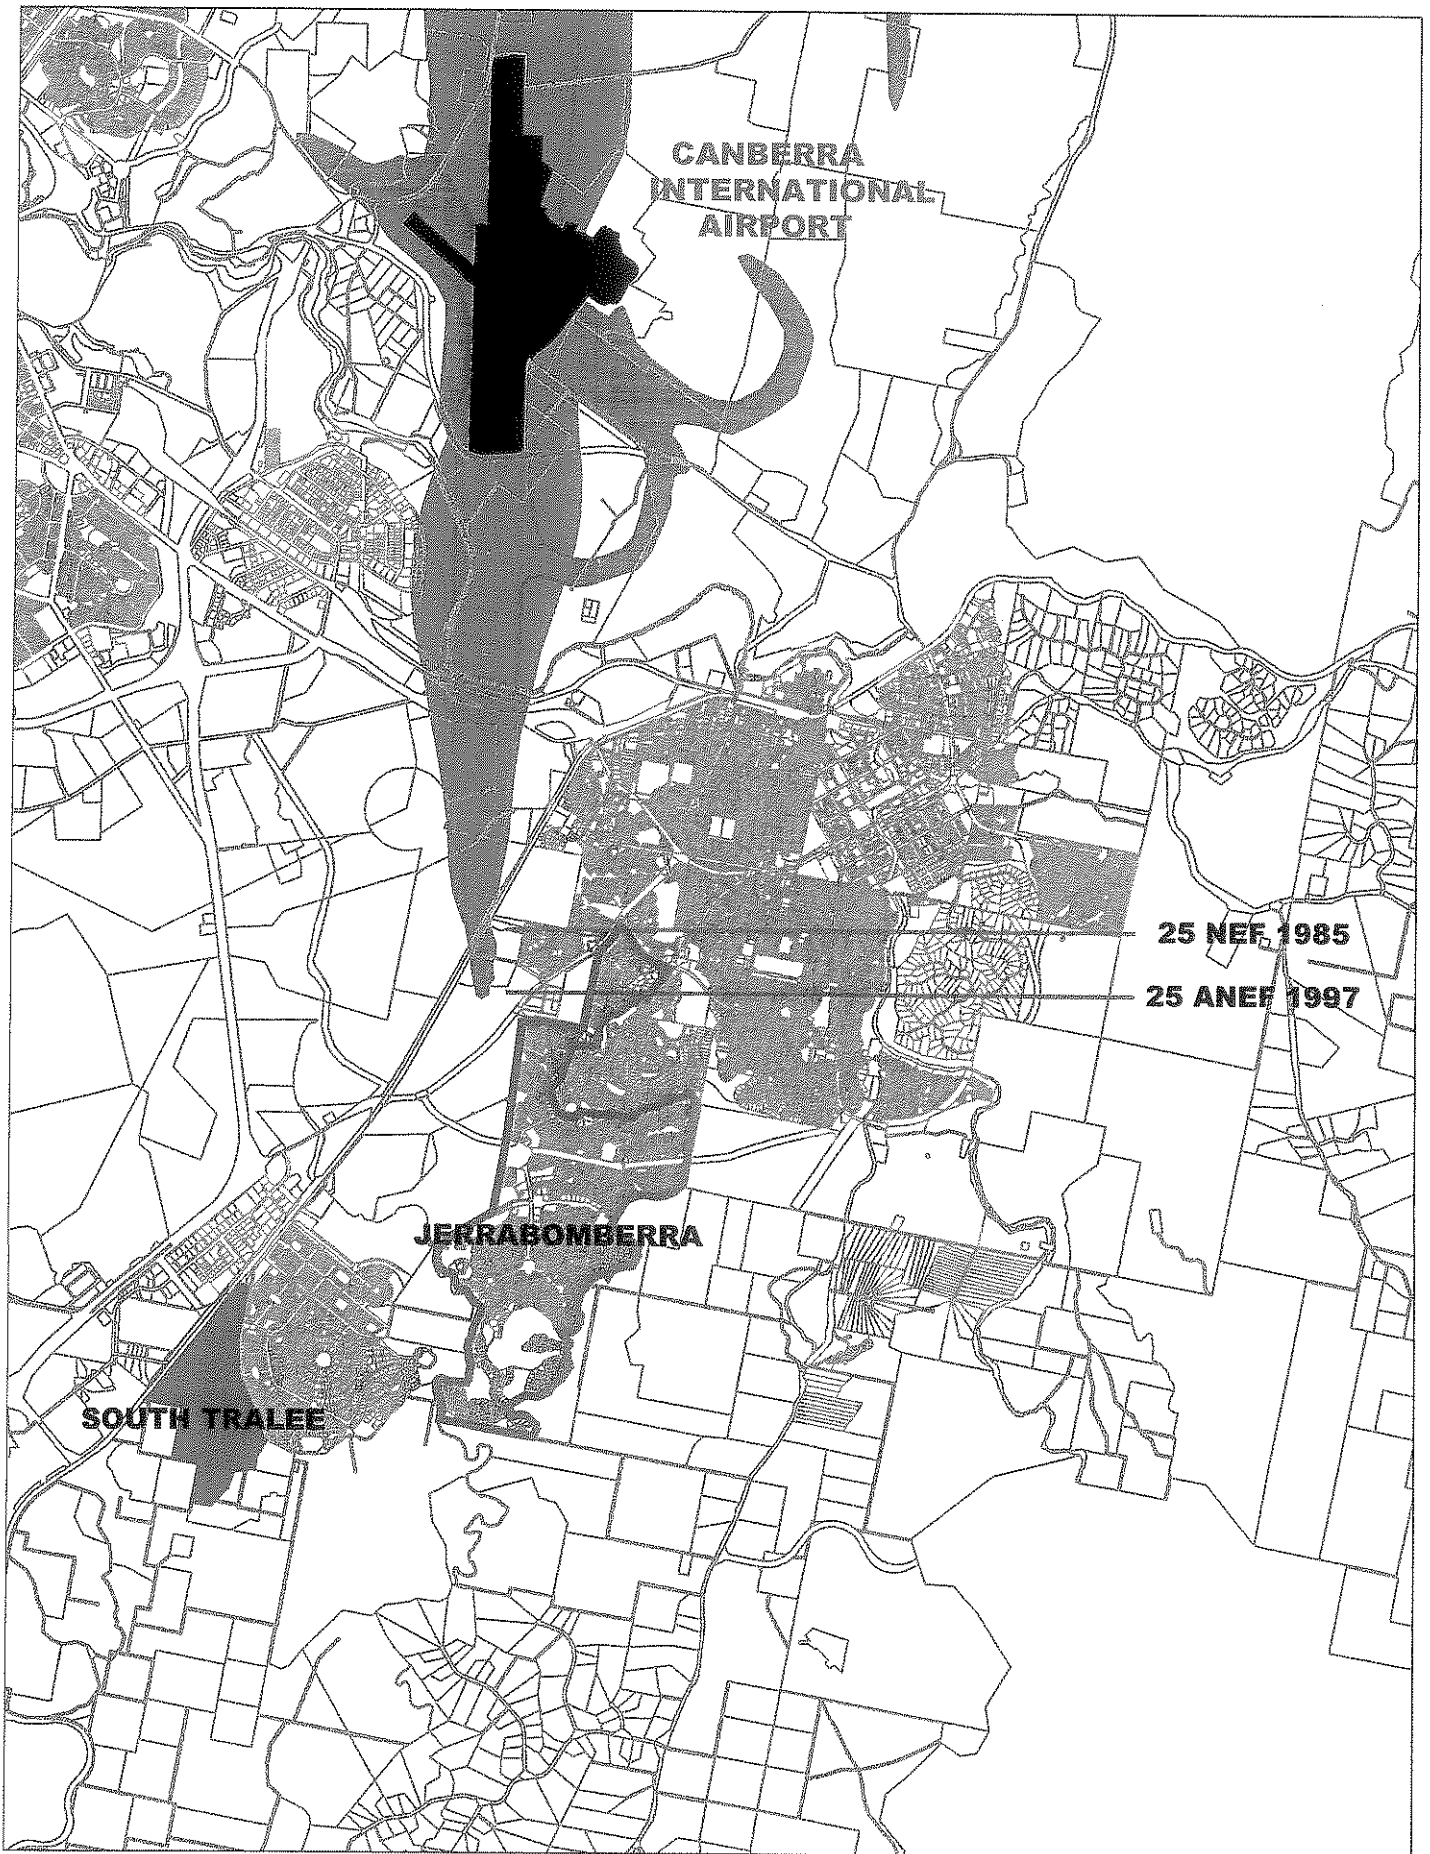 CANBERRA
INTERNATIONAL
AIRPORT
25 NEF 1985
25 ANEF 1997
JERRABOMBERRA
SOUTH TRALEE